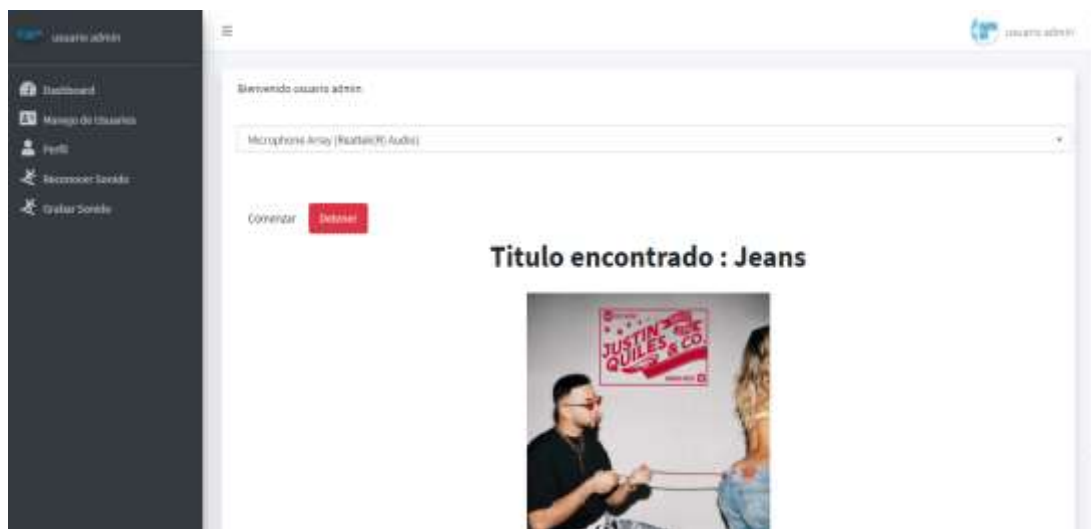 usuario admin
Dashboard
Manejo de Usuarios
Perfil
Reconocer Sonido
Grabar Sonido
usuario admin
Bienvenido usuario admin
Microphone Array (Realtek(R) Audio)
Comenzar
Detener
Titulo encontrado : Jeans
JUSTIN
QUILES
& CO.